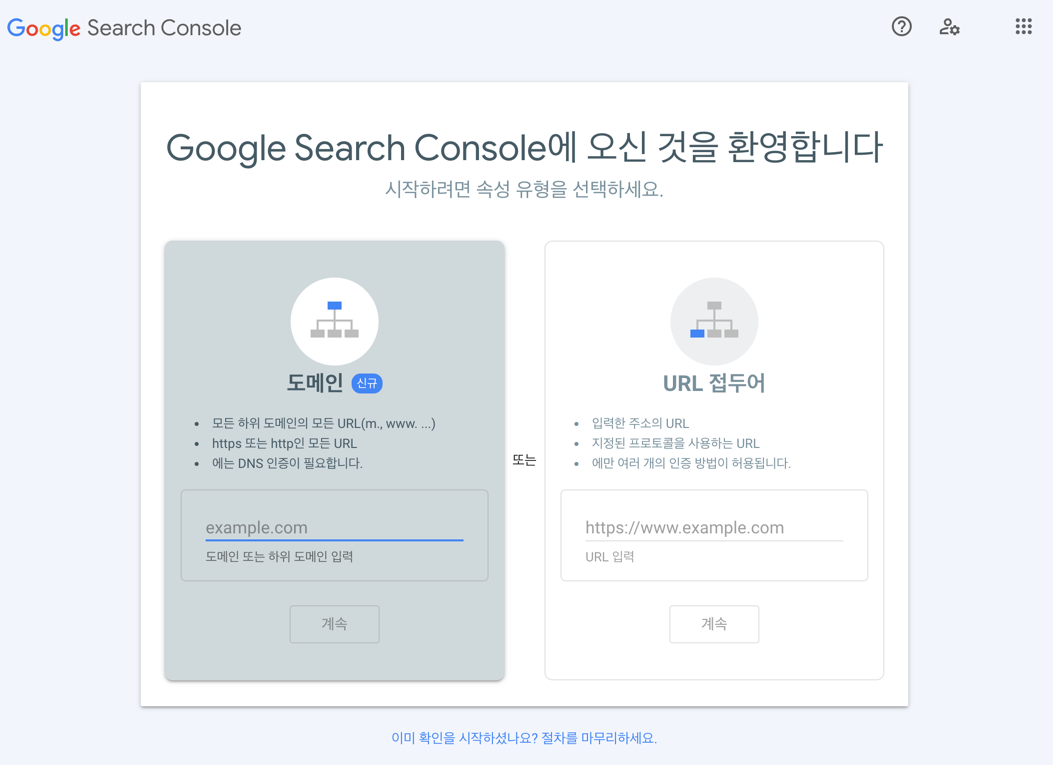 Google Search Console
Google Search Console에 오신 것을 환영합니다
시작하려면 속성 유형을 선택하세요.
도메인 신규
• 모든 하위 도메인의 모든 URL(m., www. ...)
• https 또는 http인 모든 URL
• 에는 DNS 인증이 필요합니다.
example.com
도메인 또는 하위 도메인 입력
계속
또는
URL 접두어
• 입력한 주소의 URL
• 지정된 프로토콜을 사용하는 URL
• 에만 여러 개의 인증 방법이 허용됩니다.
https://www.example.com
URL 입력
계속
이미 확인을 시작하셨나요? 절차를 마무리하세요.